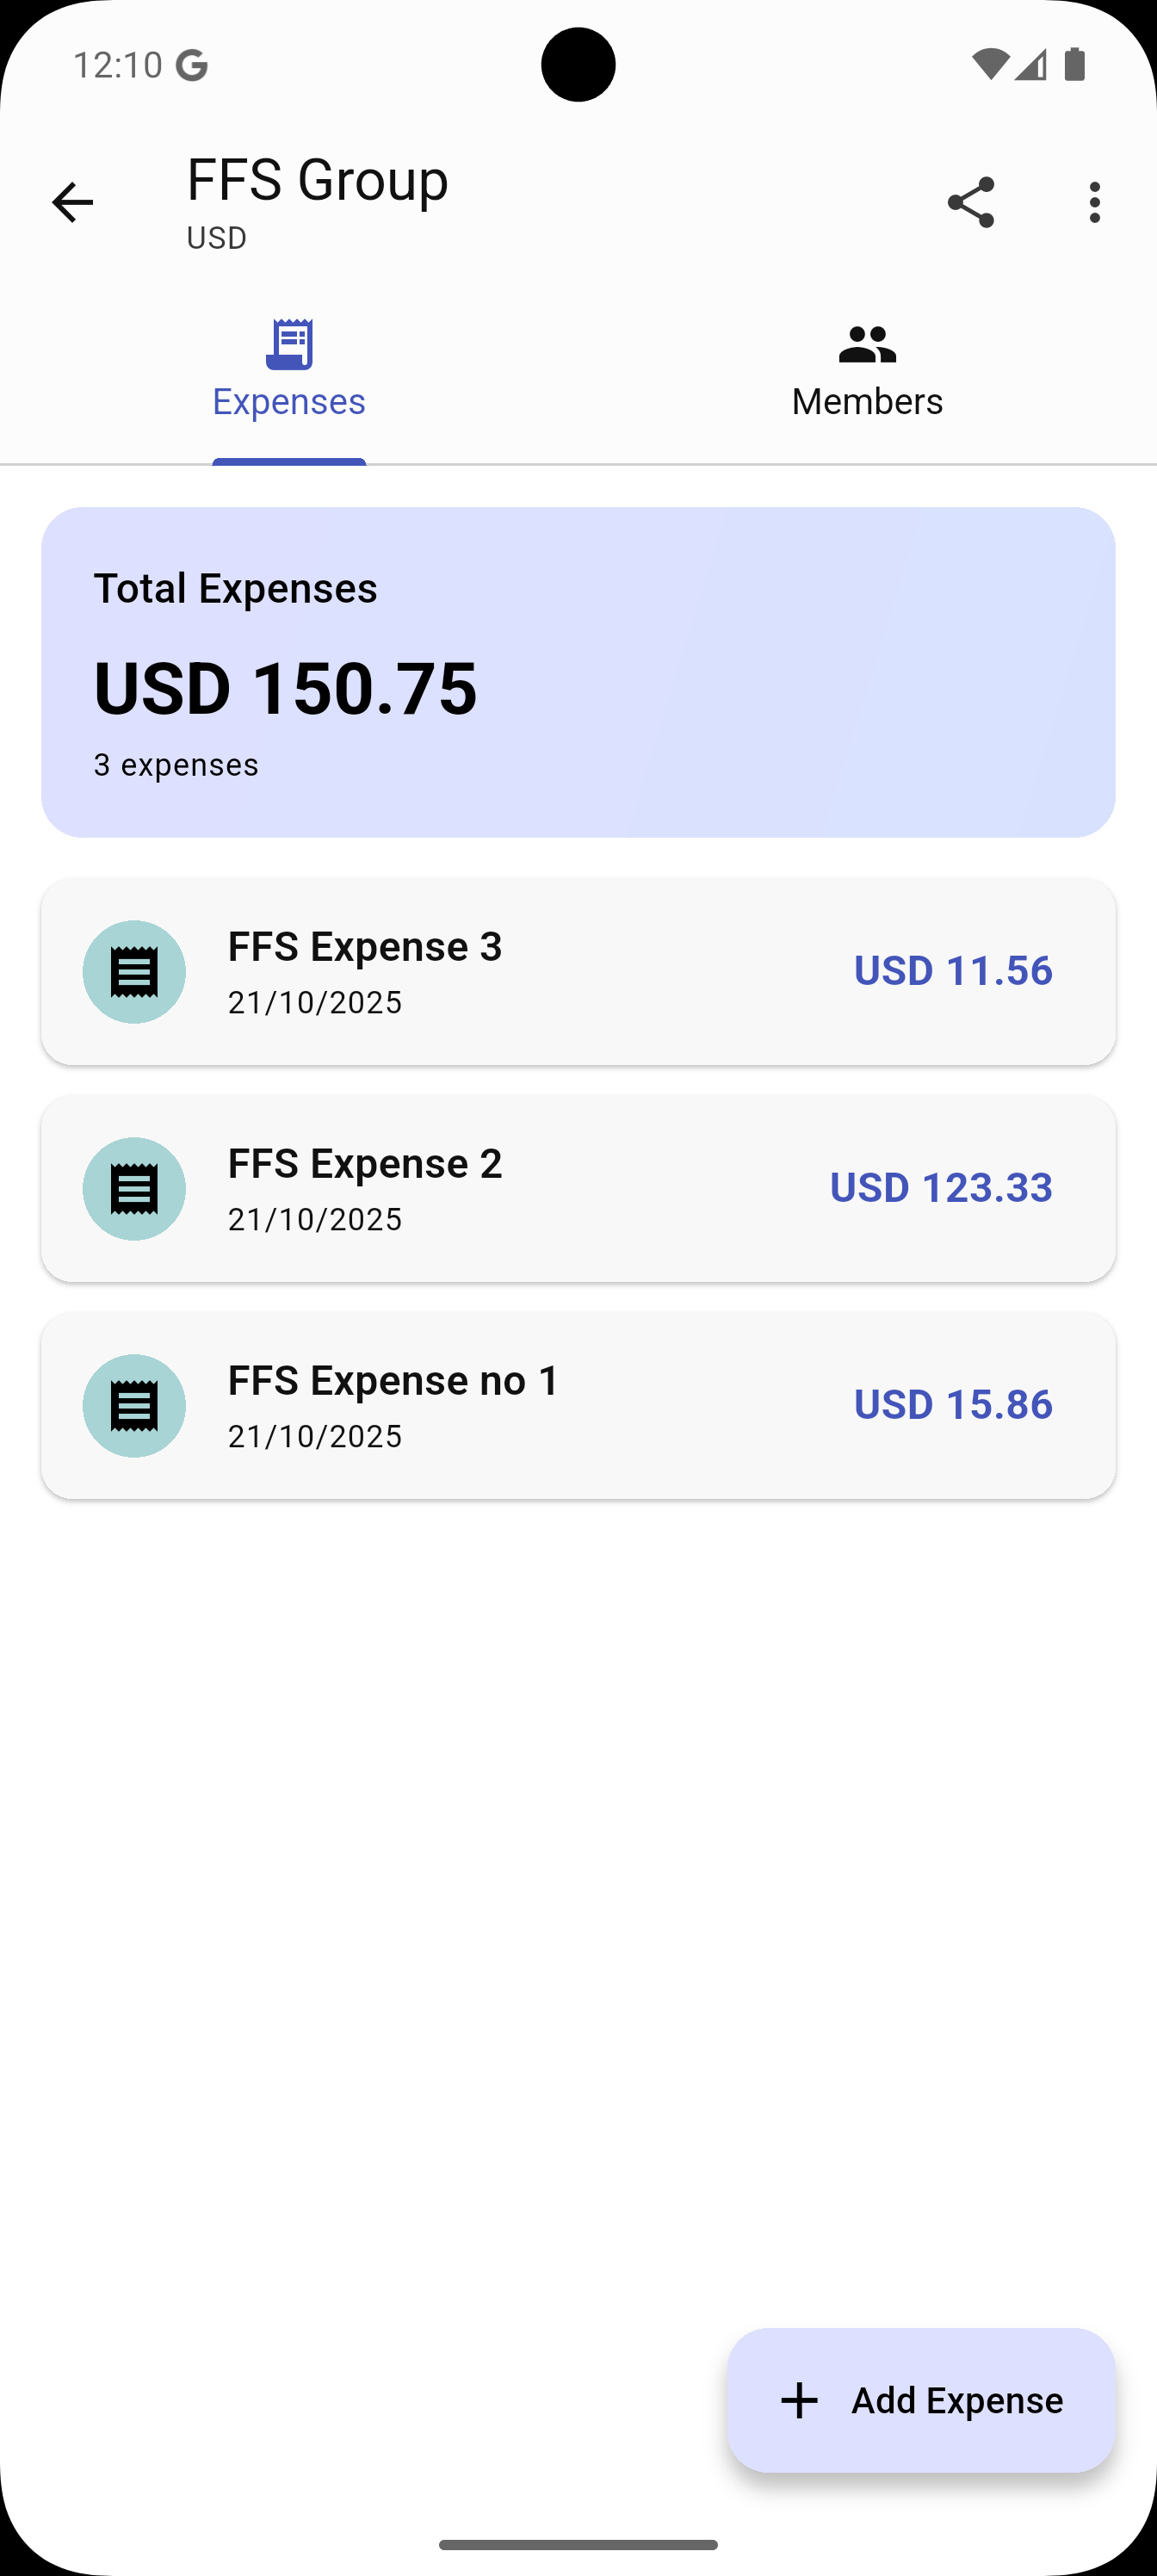 12:10
FFS Group
USD
Expenses
Members
Total Expenses
USD 150.75
3 expenses
FFS Expense 3
21/10/2025
USD 11.56
FFS Expense 2
21/10/2025
USD 123.33
FFS Expense no 1
21/10/2025
USD 15.86
Add Expense